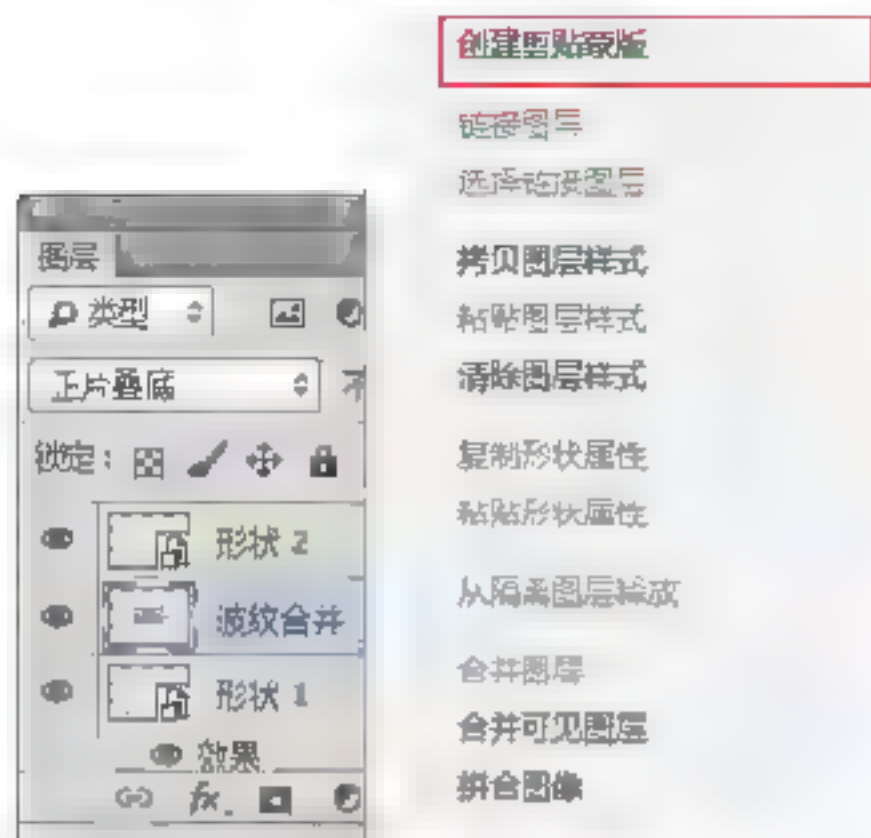 创建剪贴蒙版
链接图层
选择链接图层
拷贝图层样式
粘贴图层样式
清除图层样式
复制形状属性
粘贴形状属性
从隔离图层释放
合并图层
合并可见图层
拼合图像
图层
类型
正片叠底
锁定:
形状 2
波纹合并
形状 1
效果
fx.